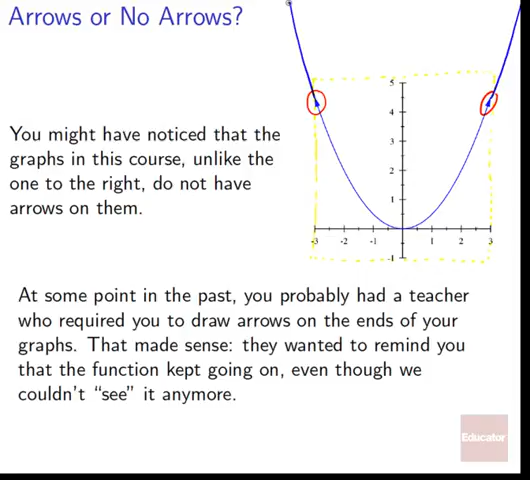 Arrows or No Arrows?
You might have noticed that the
graphs in this course, unlike the
one to the right, do not have
arrows on them.
5
4
3
2
1
-3 -2 -1 1 2 3
-1
At some point in the past, you probably had a teacher
who required you to draw arrows on the ends of your
graphs. That made sense: they wanted to remind you
that the function kept going on, even though we
couldn't “see” it anymore.
Educator